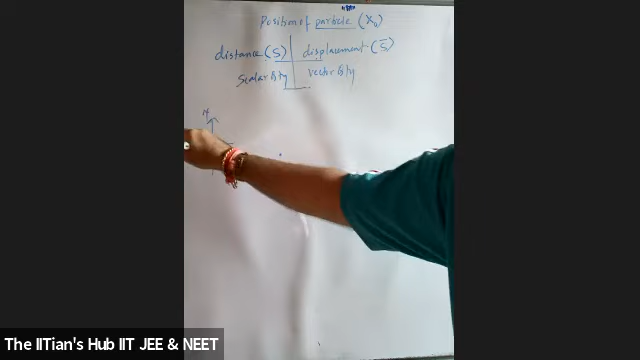 Position of particle (X₀)
distance (S) displacement (S̄)
Scalar Qty vector Qty
N
The IITian's Hub IIT JEE & NEET